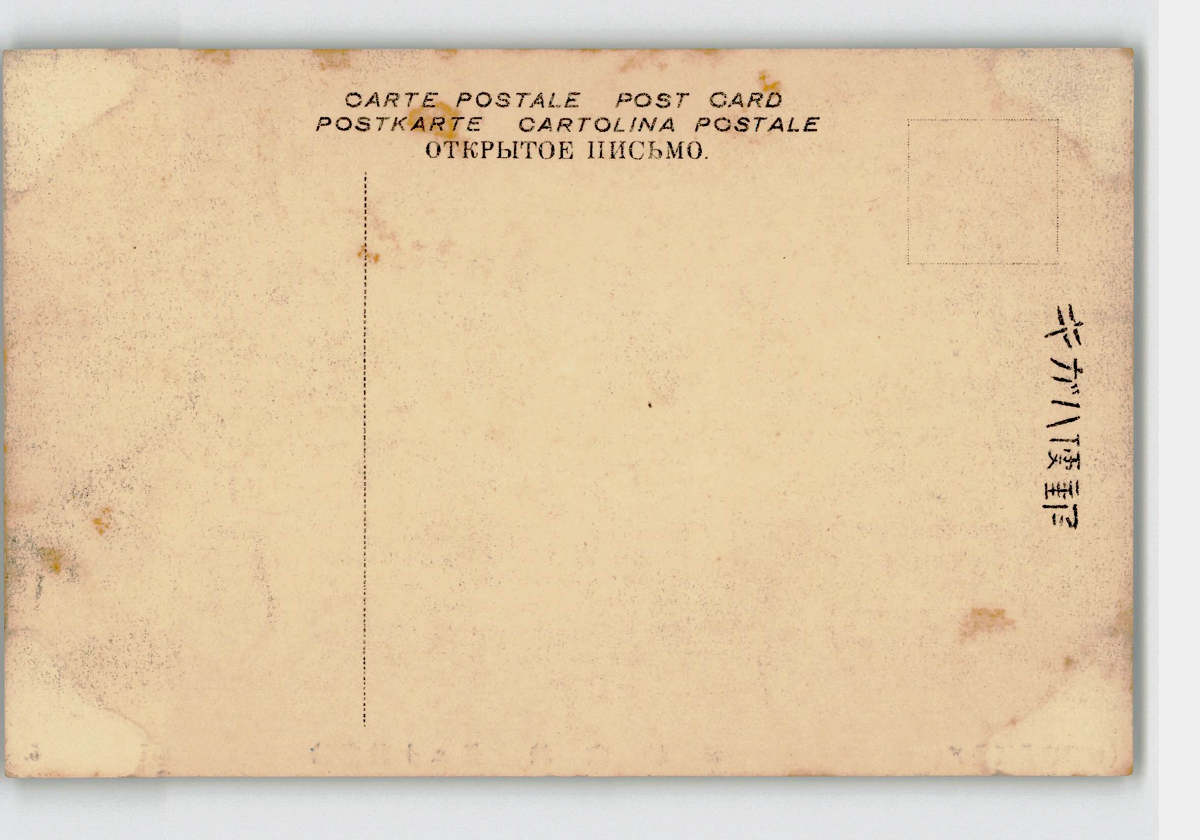 CARTE POSTALE POST CARD
POSTKARTE CARTOLINA POSTALE
ОТКРЫТОЕ ПИСЬМО.
郵便ハガキ